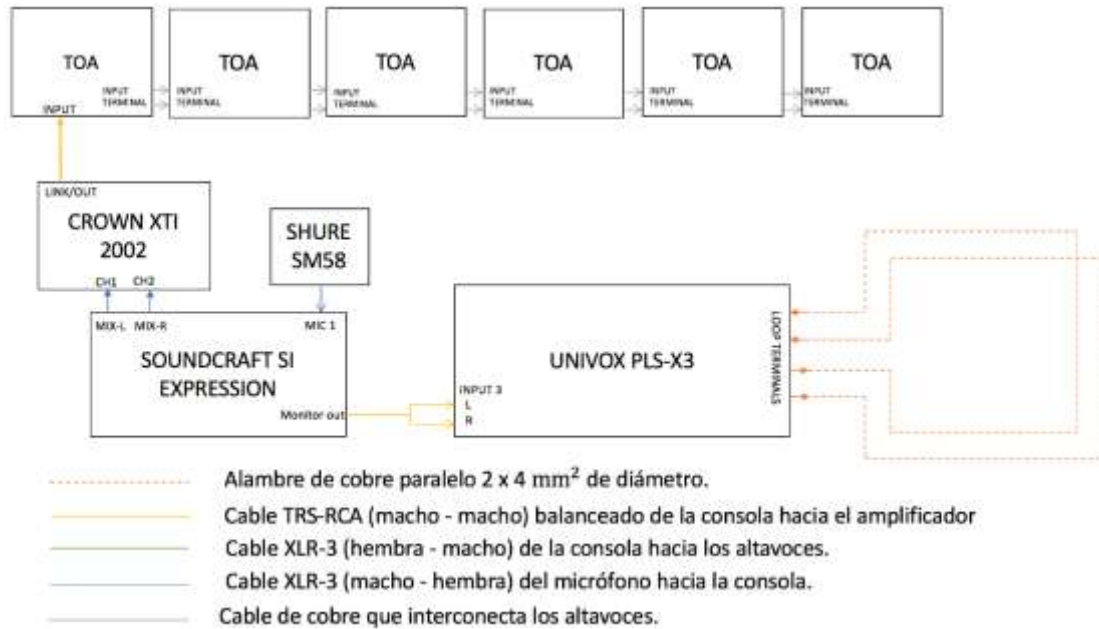 TOA
TOA
TOA
TOA
TOA
TOA
INPUT TERMINAL
INPUT TERMINAL
INPUT TERMINAL
INPUT TERMINAL
INPUT TERMINAL
INPUT TERMINAL
INPUT
LINK/OUT
CROWN XTI
2002
CH1
CH2
SHURE
SM58
MIX-L
MIX-R
MIC 1
SOUNDCRAFT SI
EXPRESSION
Monitor out
UNIVOX PLS-X3
INPUT 3
L
R
LOOP TERMINALS
Alambre de cobre paralelo 2 x 4 mm² de diámetro.
Cable TRS-RCA (macho - macho) balanceado de la consola hacia el amplificador
Cable XLR-3 (hembra - macho) de la consola hacia los altavoces.
Cable XLR-3 (macho - hembra) del micrófono hacia la consola.
Cable de cobre que interconecta los altavoces.